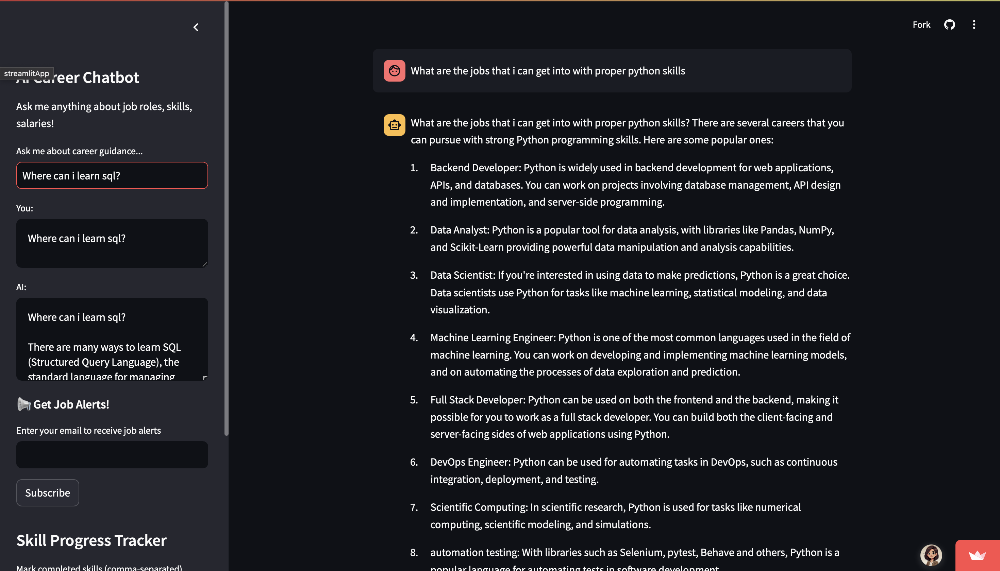 streamlitApp
Career Chatbot
Ask me anything about job roles, skills,
salaries!
Ask me about career guidance...
Where can i learn sql?
You:
Where can i learn sql?
AI:
Where can i learn sql?
There are many ways to learn SQL
(Structured Query Language), the
standard language for managing
Get Job Alerts!
Enter your email to receive job alerts
Subscribe
Skill Progress Tracker
Mark completed skills (comma-separated)
Fork
What are the jobs that i can get into with proper python skills
What are the jobs that i can get into with proper python skills? There are several careers that you
can pursue with strong Python programming skills. Here are some popular ones:
1. Backend Developer: Python is widely used in backend development for web applications,
APIs, and databases. You can work on projects involving database management, API design
and implementation, and server-side programming.
2. Data Analyst: Python is a popular tool for data analysis, with libraries like Pandas, NumPy,
and Scikit-Learn providing powerful data manipulation and analysis capabilities.
3. Data Scientist: If you're interested in using data to make predictions, Python is a great choice.
Data scientists use Python for tasks like machine learning, statistical modeling, and data
visualization.
4. Machine Learning Engineer: Python is one of the most common languages used in the field of
machine learning. You can work on developing and implementing machine learning models,
and on automating the processes of data exploration and prediction.
5. Full Stack Developer: Python can be used on both the frontend and the backend, making it
possible for you to work as a full stack developer. You can build both the client-facing and
server-facing sides of web applications using Python.
6. DevOps Engineer: Python can be used for automating tasks in DevOps, such as continuous
integration, deployment, and testing.
7. Scientific Computing: In scientific research, Python is used for tasks like numerical
computing, scientific modeling, and simulations.
8. automation testing: With libraries such as Selenium, pytest, Behave and others, Python is a
popular language for automating tests in software development.